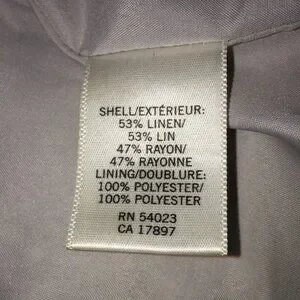 SHELL/EXTÉRIEUR:
53% LINEN/
53% LIN
47% RAYON/
47% RAYONNE
LINING/DOUBLURE:
100% POLYESTER/
100% POLYESTER
RN 54023
CA 17897